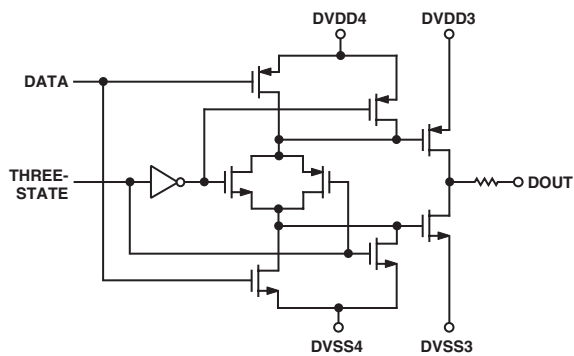 DVDD4
DVDD3
DATA
THREE-
STATE
DOUT
DVSS4
DVSS3